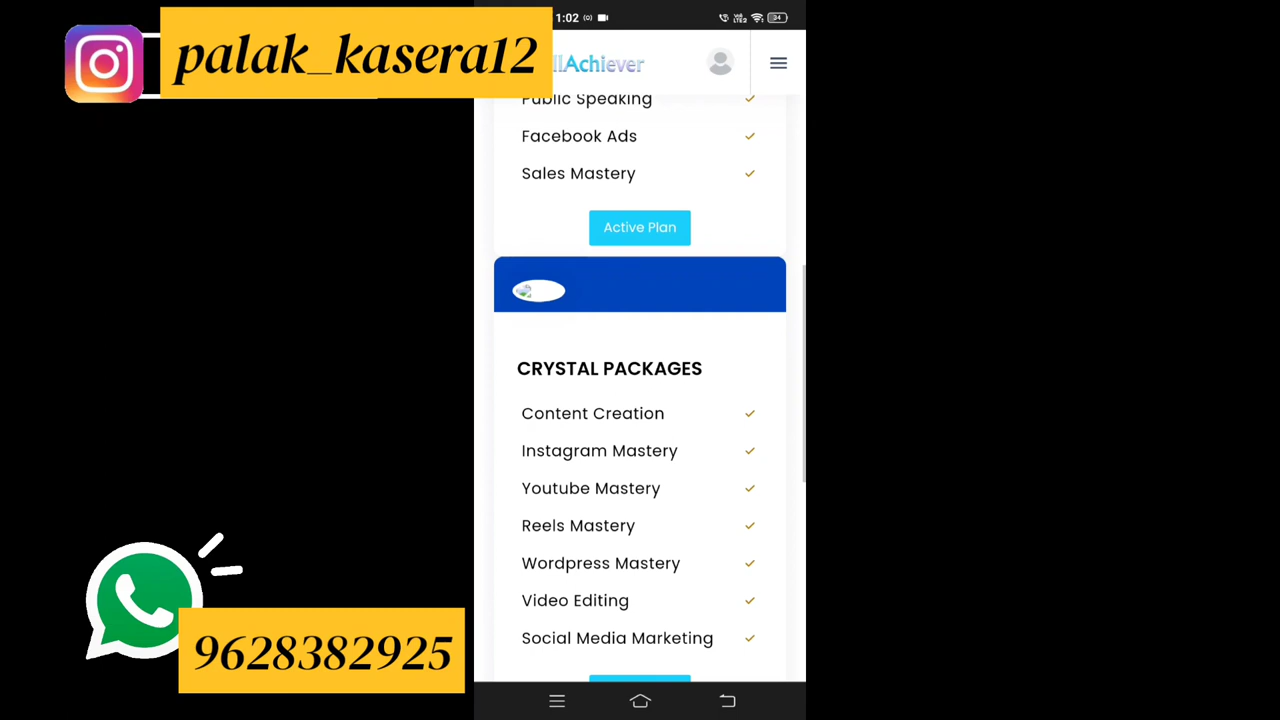 palak_kasera12
1:02
34
llAchiever
Public Speaking
Facebook Ads
Sales Mastery
Active Plan
CRYSTAL PACKAGES
Content Creation
Instagram Mastery
Youtube Mastery
Reels Mastery
Wordpress Mastery
Video Editing
Social Media Marketing
9628382925